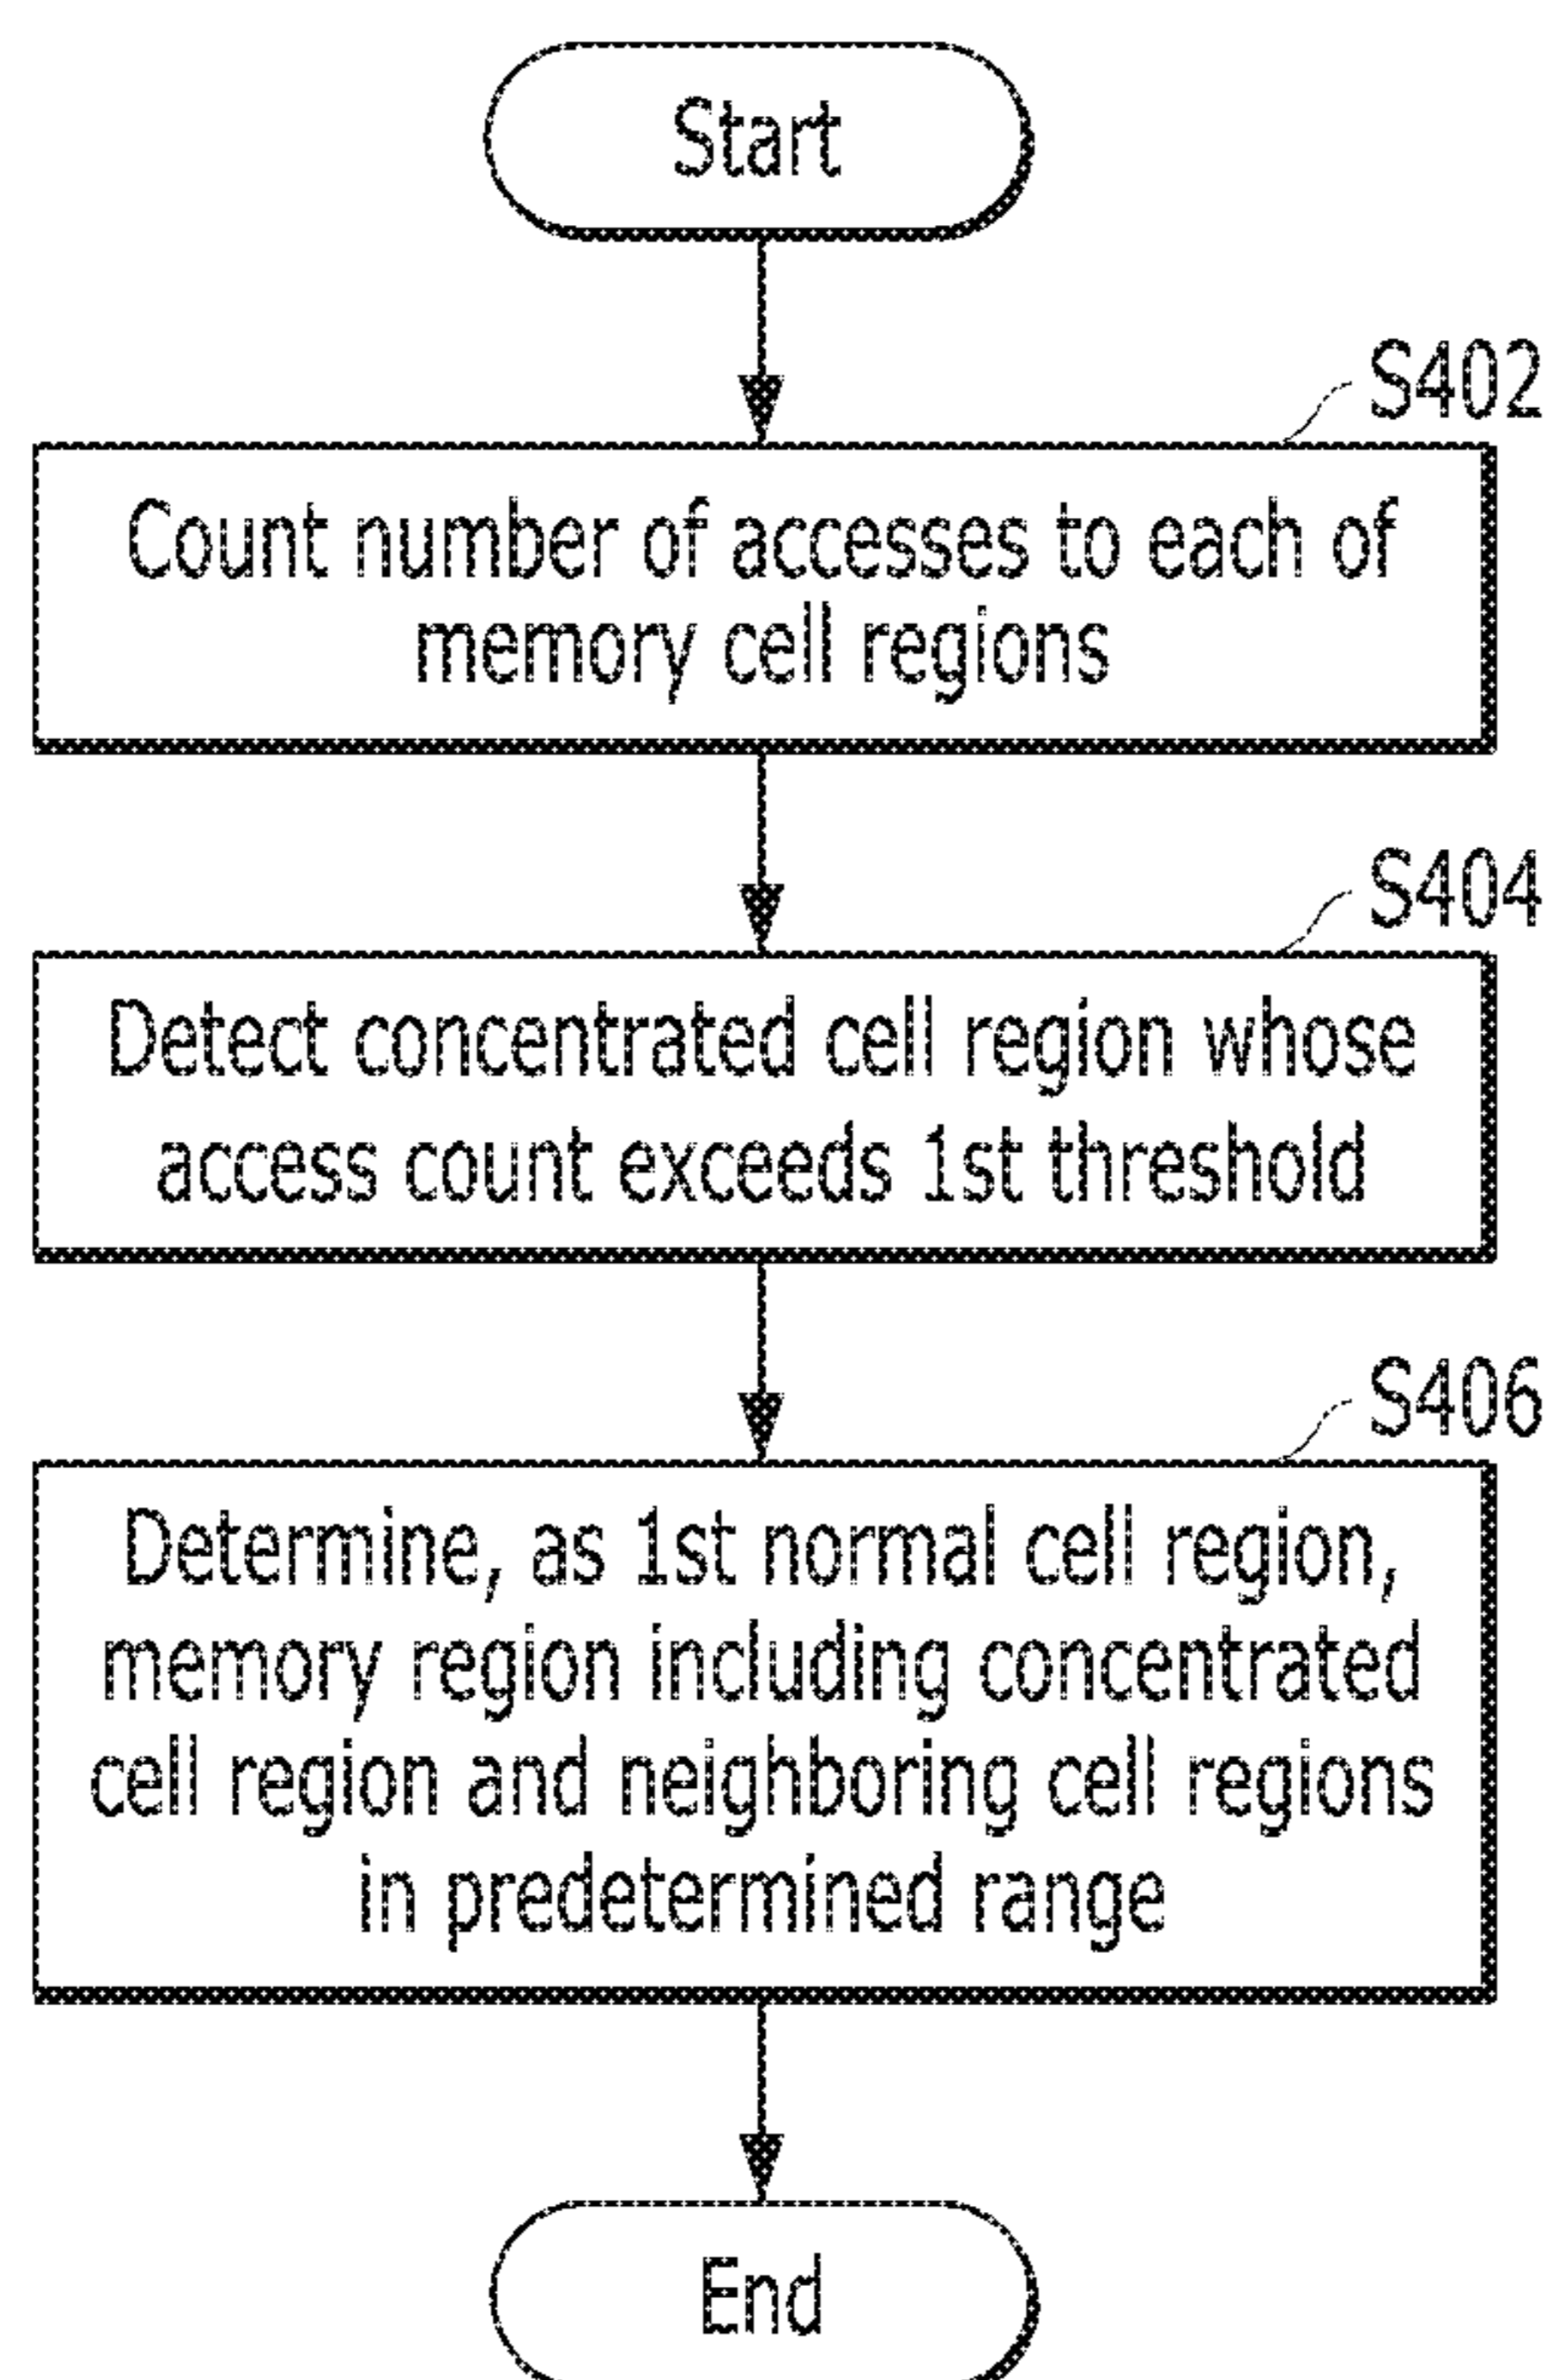 Start
S402
Count number of accesses to each of
memory cell regions
S404
Detect concentrated cell region whose
access count exceeds 1st threshold
S406
Determine, as 1st normal cell region,
memory region including concentrated
cell region and neighboring cell regions
in predetermined range
End